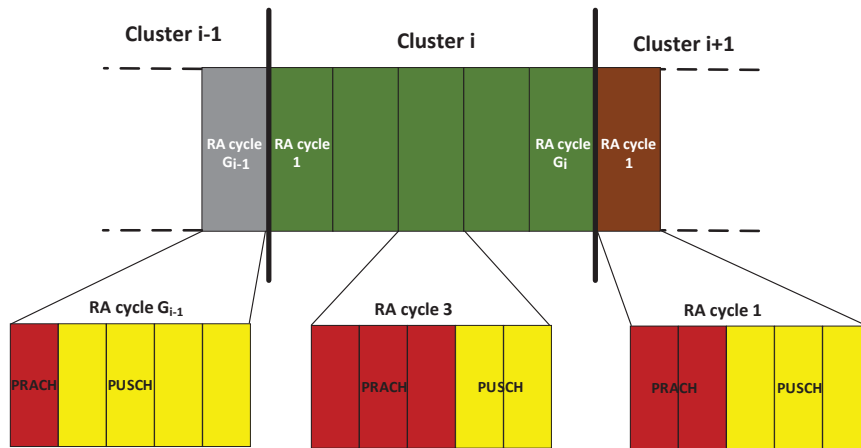 Cluster i-1
Cluster i
Cluster i+1
RA cycle
Gi-1
RA cycle
1
RA cycle
Gi
RA cycle
1
RA cycle Gi-1
RA cycle 3
RA cycle 1
PRACH
PUSCH
PRACH
PUSCH
PRACH
PUSCH